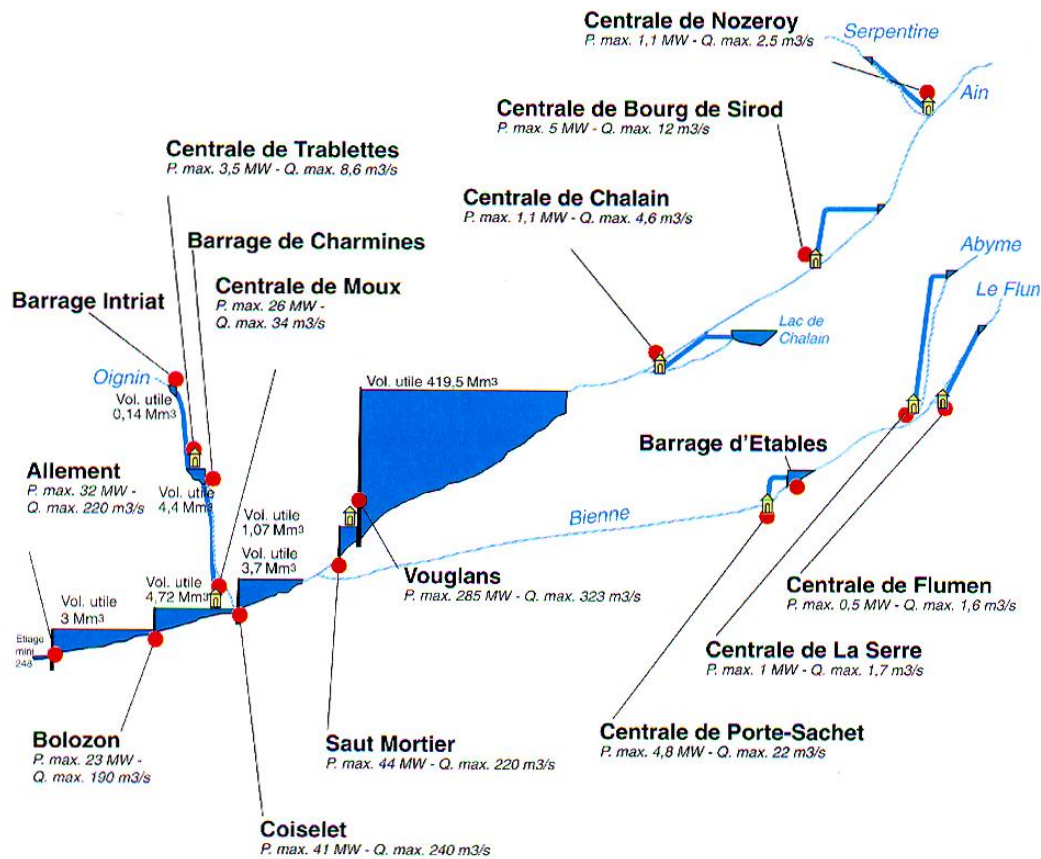 Centrale de Nozeroy
P. max. 1,1 MW - Q. max. 2.5 m3/s
Serpentine
Ain
Centrale de Bourg de Sirod
P. max. 5 MW - Q. max. 12 m3/s
Centrale de Trablettes
P. max. 3,5 MW - Q. max. 8,6 m3/s
Centrale de Chalain
P. max. 1,1 MW - Q. max. 4,6 m3/s
Barrage de Charmines
Abyme
Centrale de Moux
P. max. 26 MW -
Q. max. 34 m3/s
Le Flum
Barrage Intriat
Lac de
Chalain
Oignin
Vol. utile
0,14 Mm3
Vol. utile 419,5 Mm3
Barrage d'Etables
Allement
P. max. 32 MW -
Q. max. 220 m3/s
Vol. utile
4,4 Mm3
Vol. utile
1,07 Mm3
Bienne
Vol. utile
3,7 Mm3
Vouglans
P. max. 285 MW - Q. max. 323 m3/s
Centrale de Flumen
P. max. 0,5 MW - Q. max. 1,6 m3/s
Vol. utile
4,72 Mm3
Vol. utile
3 Mm3
Etiage
mini
248
Centrale de La Serre
P. max. 1 MW - Q. max. 1,7 m3/s
Bolozon
P. max. 23 MW -
Q. max. 190 m3/s
Saut Mortier
P. max. 44 MW - Q. max. 220 m3/s
Centrale de Porte-Sachet
P. max. 4,8 MW - Q. max. 22 m3/s
Coiselet
P. max. 41 MW - Q. max. 240 m3/s